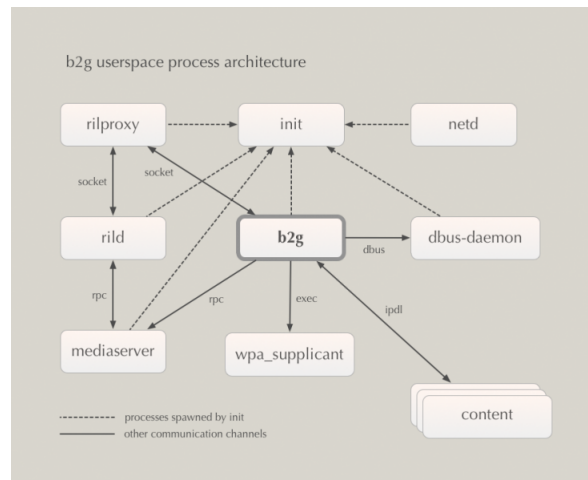 b2g userspace process architecture
rilproxy
init
netd
socket
socket
rild
b2g
dbus
dbus-daemon
rpc
rpc
exec
ipdl
mediaserver
wpa_supplicant
content
processes spawned by init
other communication channels